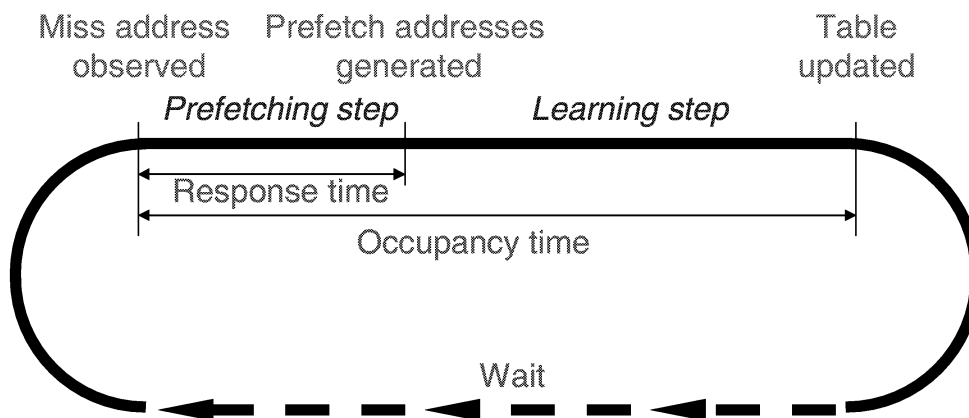 Miss address
observed
Prefetch addresses
generated
Table
updated
Prefetching step
Learning step
Response time
Occupancy time
Wait